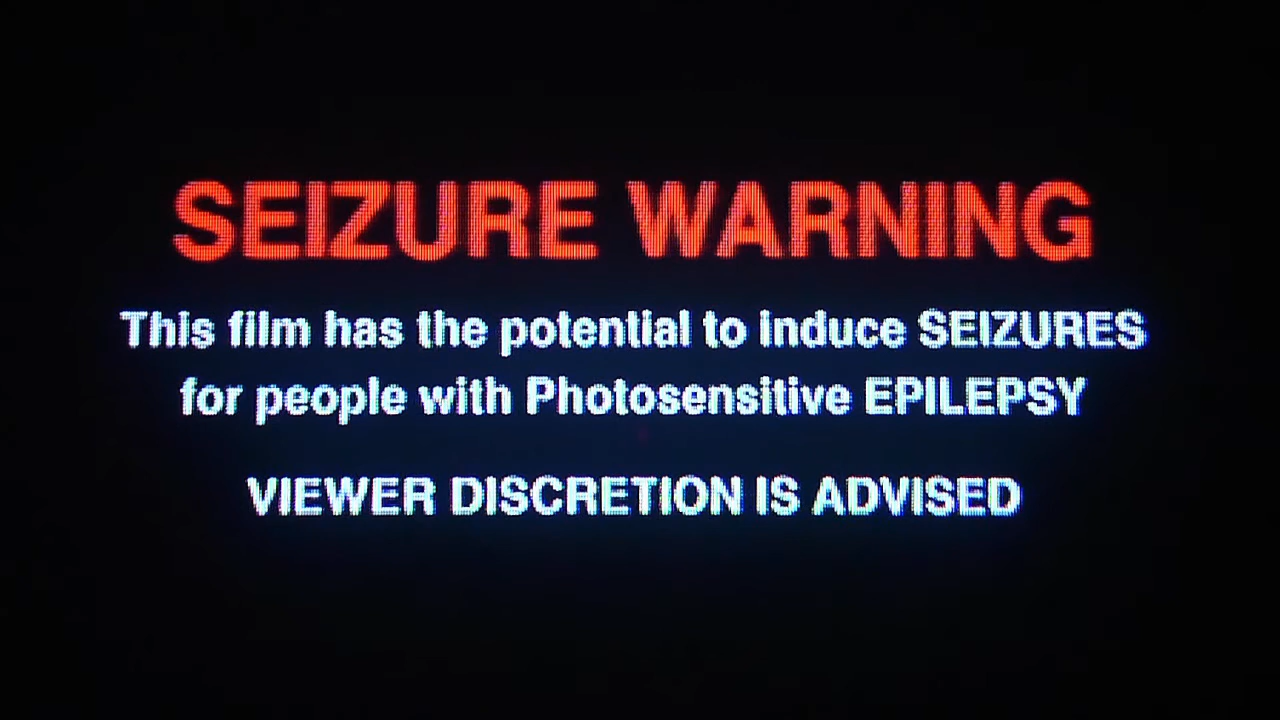 SEIZURE WARNING
This film has the potential to induce SEIZURES
for people with Photosensitive EPILEPSY
VIEWER DISCRETION IS ADVISED